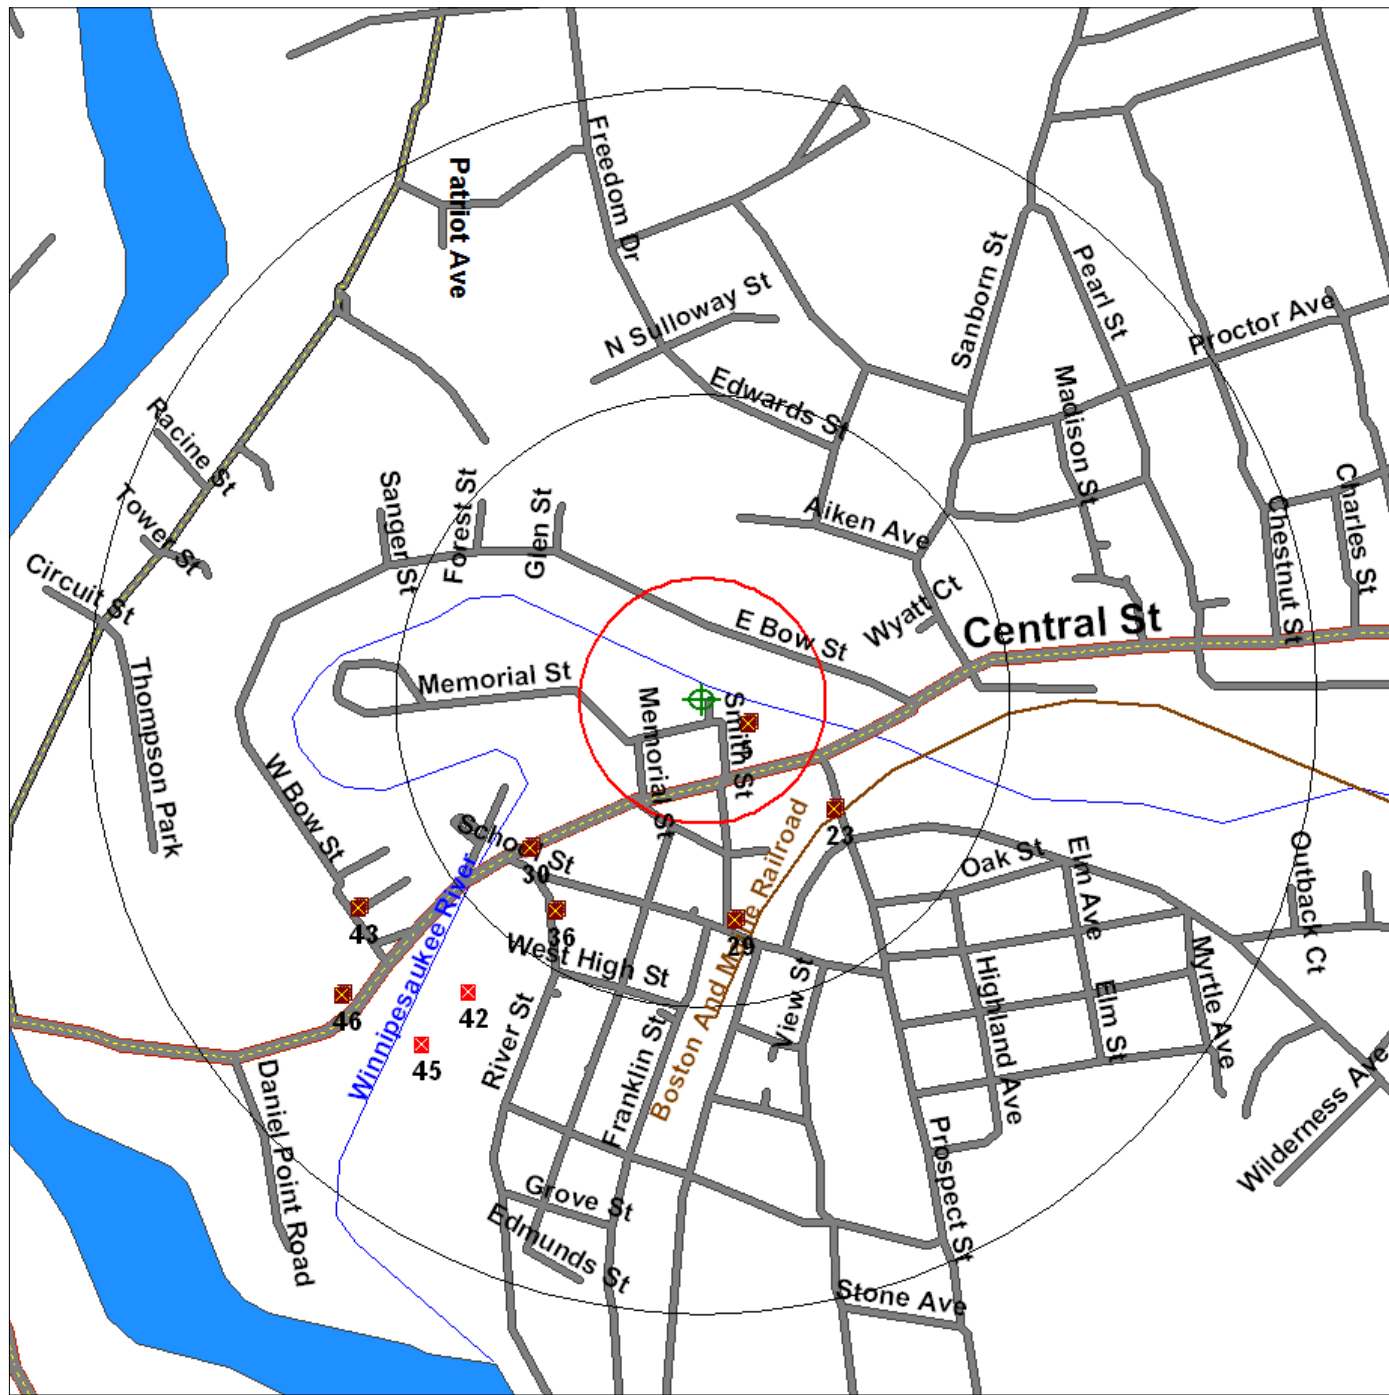 Freedom Dr
Patriot Ave
Sanborn St
Pearl St
N Sulloway St
Proctor Ave
Edwards St
Madison St
Racine St
Tower St
Sanger St
Forest St
Glen St
Aiken Ave
Chestnut St
Charles St
Circuit St
Wyatt Ct
E Bow St
Central St
Thompson Park
Memorial St
Memorial St
Smith St
5
W Bow St
School St
23
30
Oak St
Elm Ave
Outback Ct
43
36
29
West High St
Winnipesaukee River
Boston And Maine Railroad
View St
Highland Ave
Elm St
Myrtle Ave
46
42
45
River St
Franklin St
Daniel Point Road
Prospect St
Wilderness Ave
Grove St
Edmunds St
Stone Ave